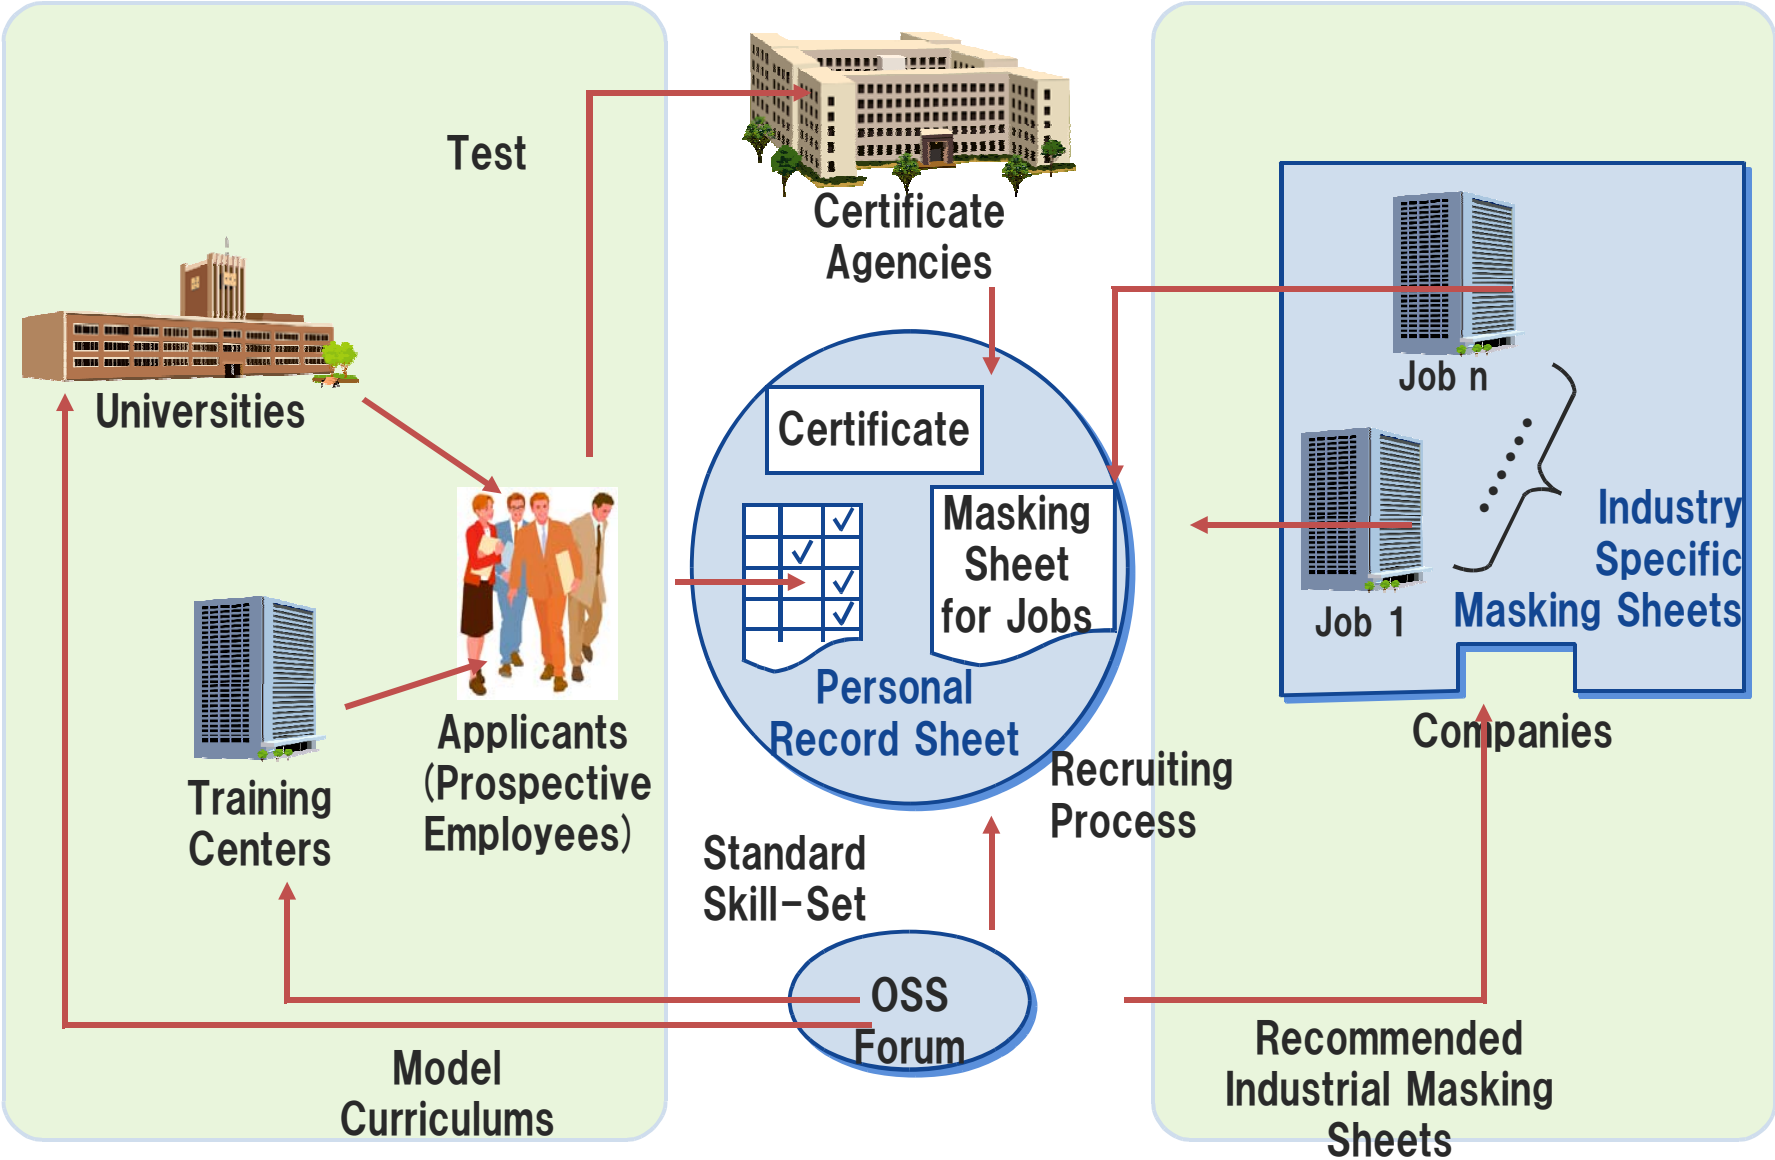 Test
Certificate
Agencies
Universities
Training
Centers
Applicants
(Prospective
Employees)
Certificate
Masking
Sheet
for Jobs
Personal
Record Sheet
Job n
Job 1
Industry
Specific
Masking Sheets
Companies
Recruiting
Process
Standard
Skill-Set
OSS
Forum
Model
Curriculums
Recommended
Industrial Masking
Sheets